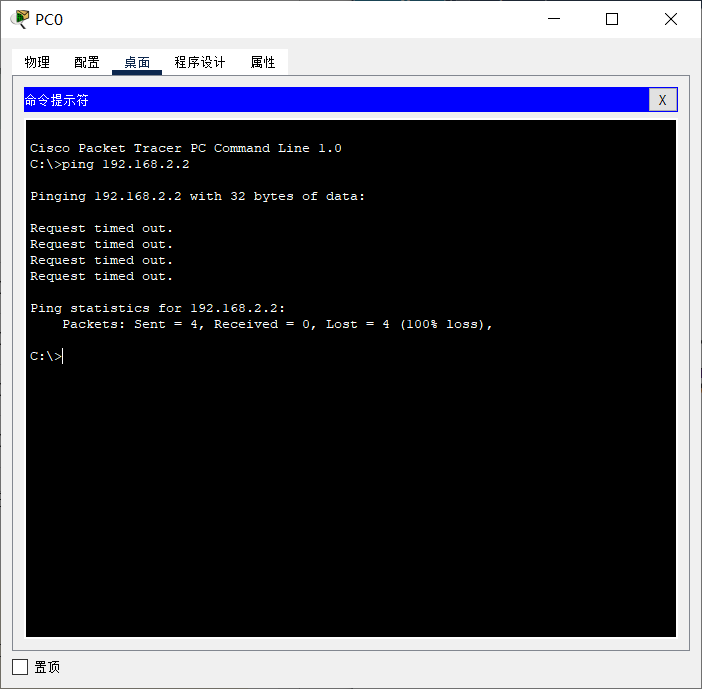 PC0
物理 配置 桌面 程序设计 属性
命令提示符 X
Cisco Packet Tracer PC Command Line 1.0
C:\>ping 192.168.2.2
Pinging 192.168.2.2 with 32 bytes of data:
Request timed out.
Request timed out.
Request timed out.
Request timed out.
Ping statistics for 192.168.2.2:
    Packets: Sent = 4, Received = 0, Lost = 4 (100% loss),
C:\>
置顶